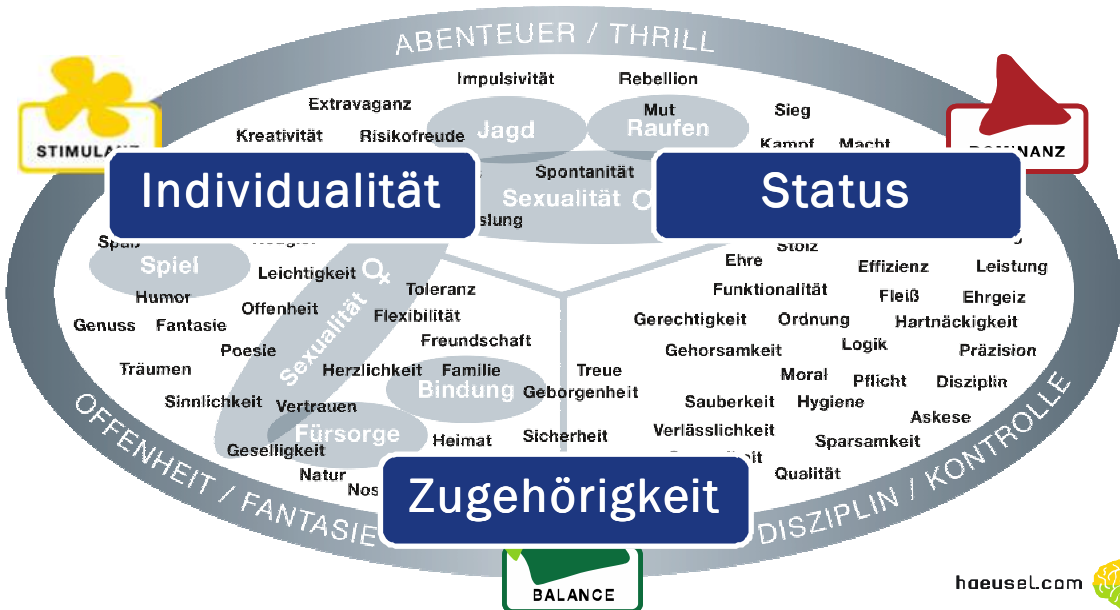 ABENTEUER / THRILL
Impulsivität
Rebellion
Extravaganz
Mut
Sieg
Kreativität
Risikofreude
Jagd
Raufen
Kampf
Macht
STIMULANZ
DOMINANZ
Individualität
Spontanität
Sexualität ♂
Status
Spaß
Stolz
Spiel
Leichtigkeit
Ehre
Effizienz
Leistung
Humor
Offenheit
Toleranz
Funktionalität
Fleiß
Ehrgeiz
Genuss
Fantasie
Flexibilität
Gerechtigkeit
Ordnung
Hartnäckigkeit
Sexualität ♀
Poesie
Freundschaft
Gehorsamkeit
Logik
Präzision
Träumen
Herzlichkeit
Familie
Treue
Moral
Pflicht
Disziplin
Bindung
Geborgenheit
Sinnlichkeit
Vertrauen
Sauberkeit
Hygiene
Askese
Fürsorge
Heimat
Sicherheit
Verlässlichkeit
Sparsamkeit
Geselligkeit
Natur
Qualität
Zugehörigkeit
OFFENHEIT / FANTASIE
DISZIPLIN / KONTROLLE
BALANCE
haeusel.com